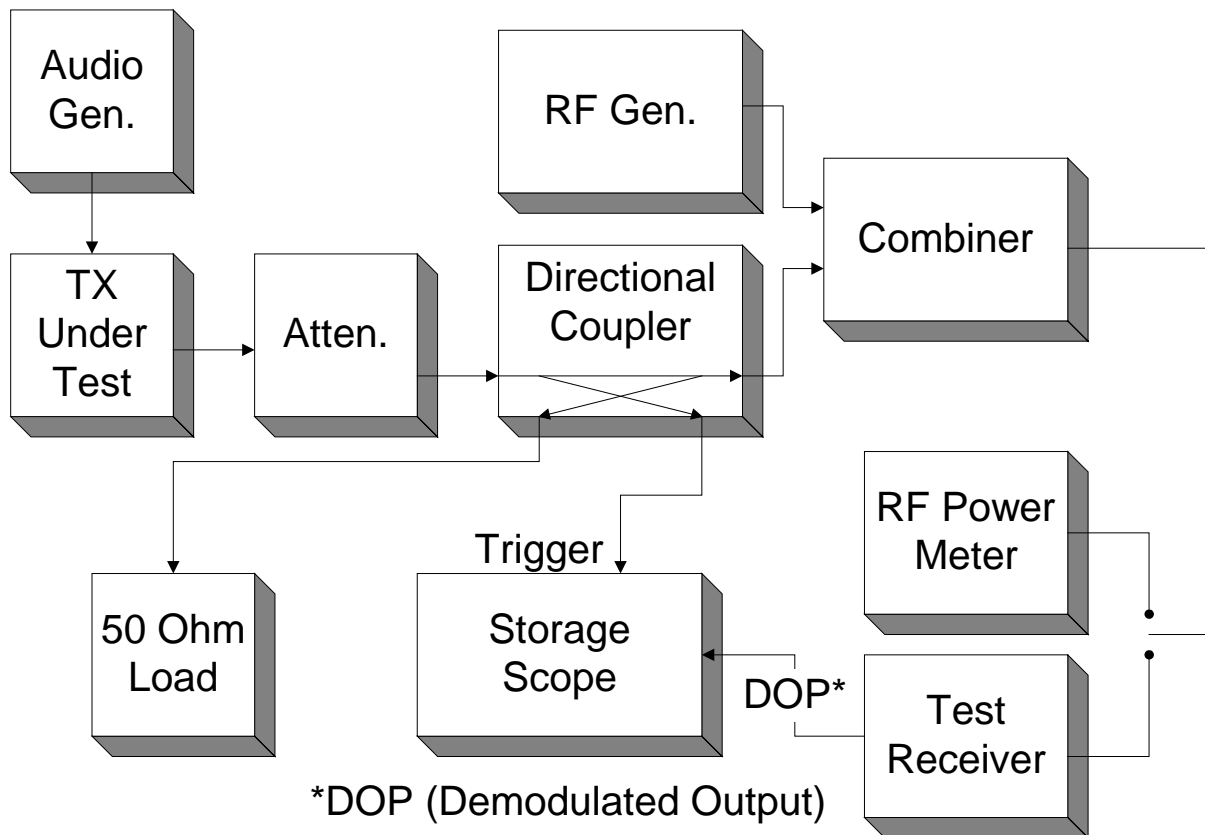 Audio
Gen.
RF Gen.
Combiner
TX
Under
Test
Atten.
Directional
Coupler
RF Power
Meter
Trigger
50 Ohm
Load
Storage
Scope
DOP*
Test
Receiver
*DOP (Demodulated Output)